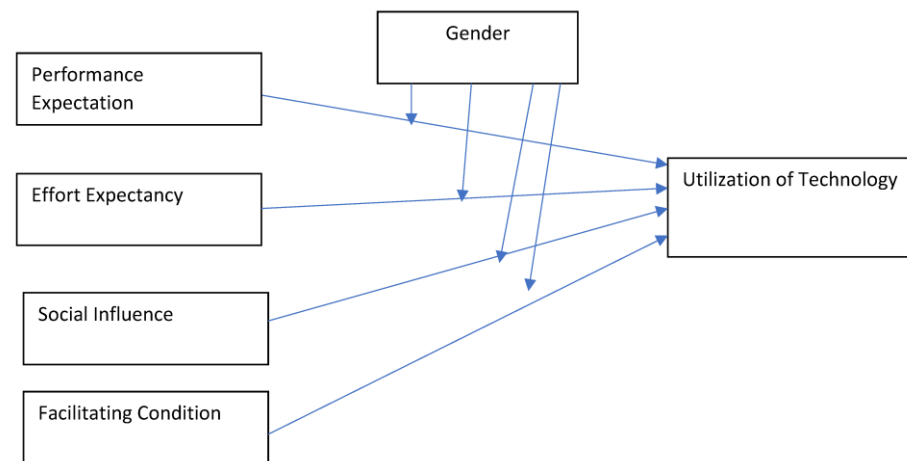 Gender
Performance
Expectation
Effort Expectancy
Utilization of Technology
Social Influence
Facilitating Condition